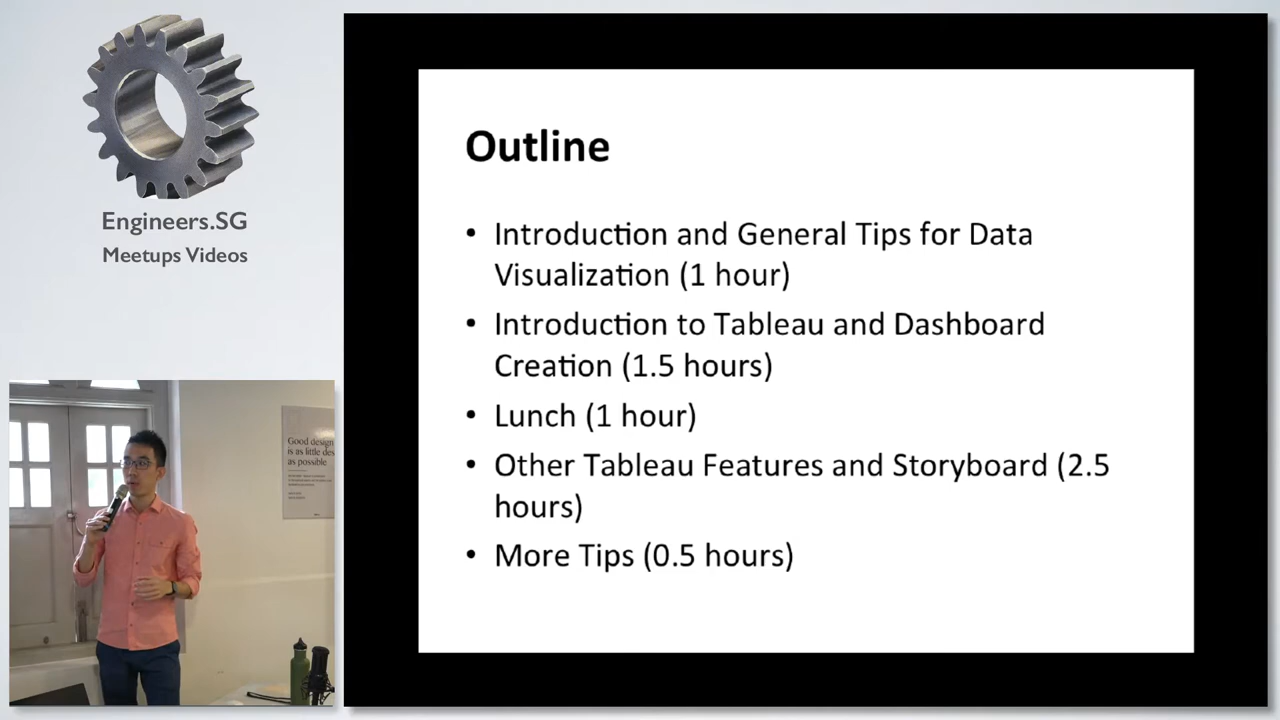 Engineers.SG
Meetups Videos
Good design
is as little des
as possible
Outline
• Introduction and General Tips for Data
Visualization (1 hour)
• Introduction to Tableau and Dashboard
Creation (1.5 hours)
• Lunch (1 hour)
• Other Tableau Features and Storyboard (2.5
hours)
• More Tips (0.5 hours)